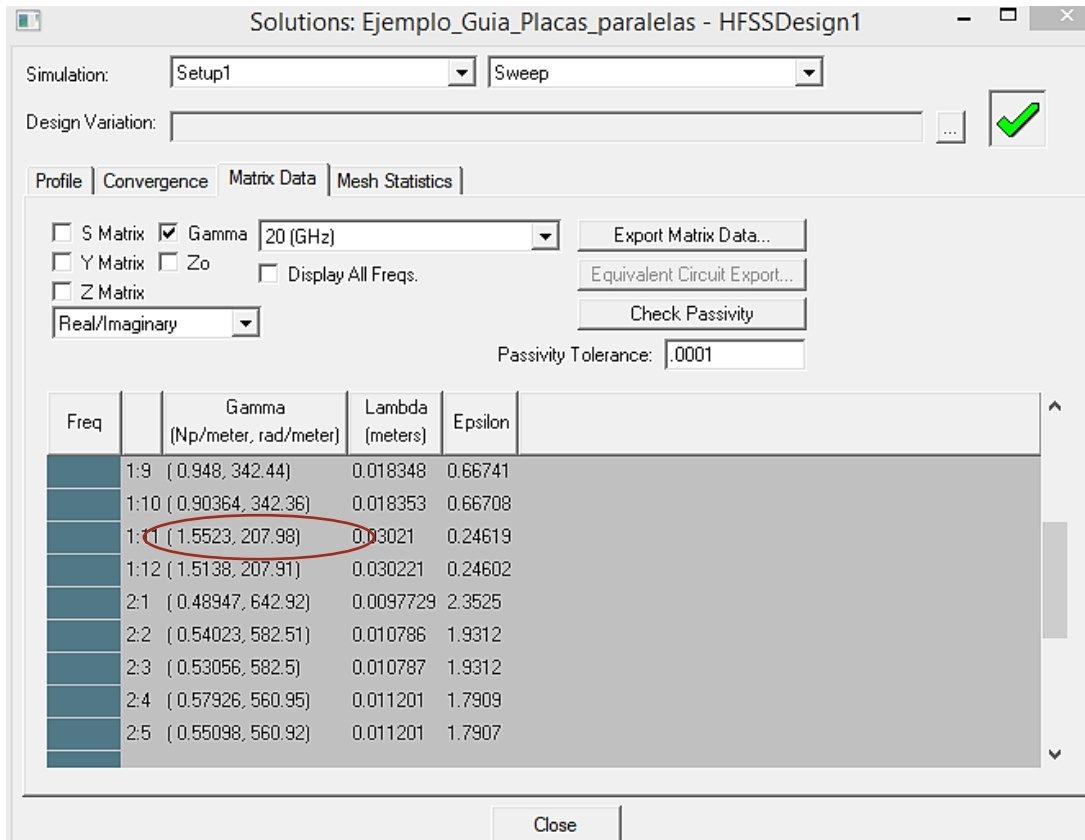 Solutions: Ejemplo_Guia_Placas_paralelas - HFSSDesign1
Simulation: Setup1 Sweep
Design Variation: ...
Profile Convergence Matrix Data Mesh Statistics
S Matrix Gamma 20 (GHz) Export Matrix Data...
Y Matrix Zo Display All Freqs. Equivalent Circuit Export...
Z Matrix
Real/Imaginary Check Passivity
Passivity Tolerance: .0001
Freq Gamma (Np/meter, rad/meter) Lambda (meters) Epsilon
1:9 ( 0.948, 342.44) 0.018348 0.66741
1:10 ( 0.90364, 342.36) 0.018353 0.66708
1:11 ( 1.5523, 207.98) 0.03021 0.24619
1:12 ( 1.5138, 207.91) 0.030221 0.24602
2:1 ( 0.48947, 642.92) 0.0097729 2.3525
2:2 ( 0.54023, 582.51) 0.010786 1.9312
2:3 ( 0.53056, 582.5) 0.010787 1.9312
2:4 ( 0.57926, 560.95) 0.011201 1.7909
2:5 ( 0.55098, 560.92) 0.011201 1.7907
Close